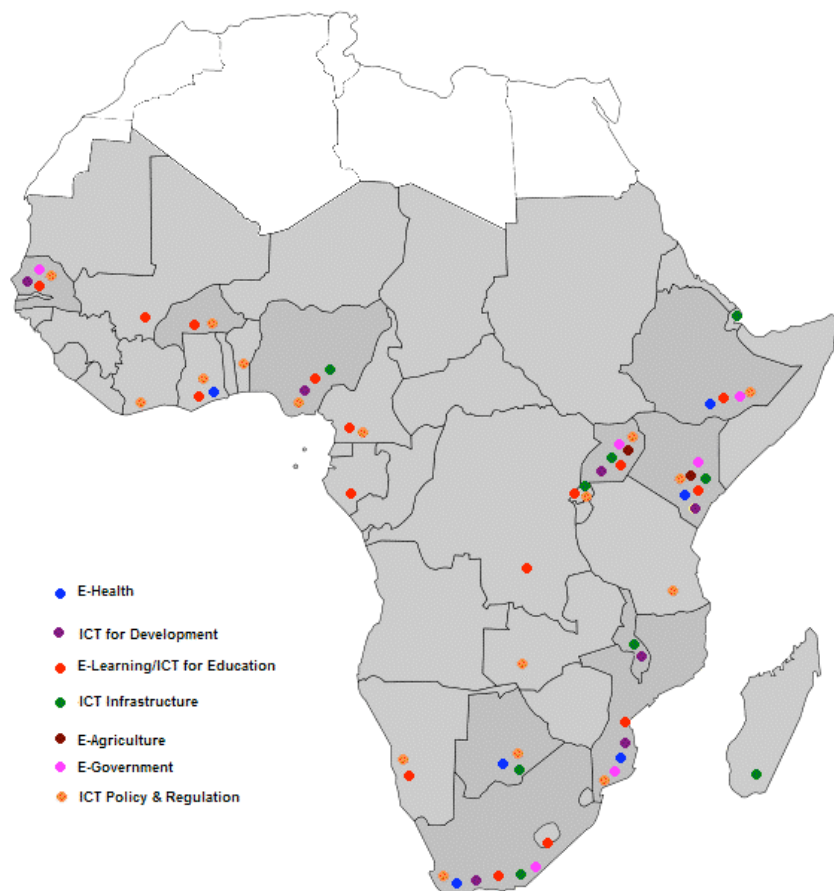 E-Health
ICT for Development
E-Learning/ICT for Education
ICT Infrastructure
E-Agriculture
E-Government
ICT Policy & Regulation